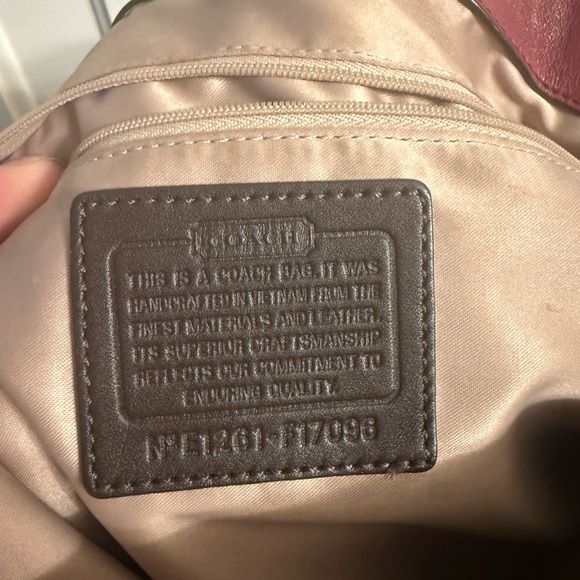 COACH
THIS IS A COACH BAG. IT WAS
HANDCRAFTED IN VIETNAM FROM THE
FINEST MATERIALS AND LEATHER.
ITS SUPERIOR CRAFTSMANSHIP
REFLECTS OUR COMMITMENT TO
ENDURING QUALITY.
Nº E1261-F17096